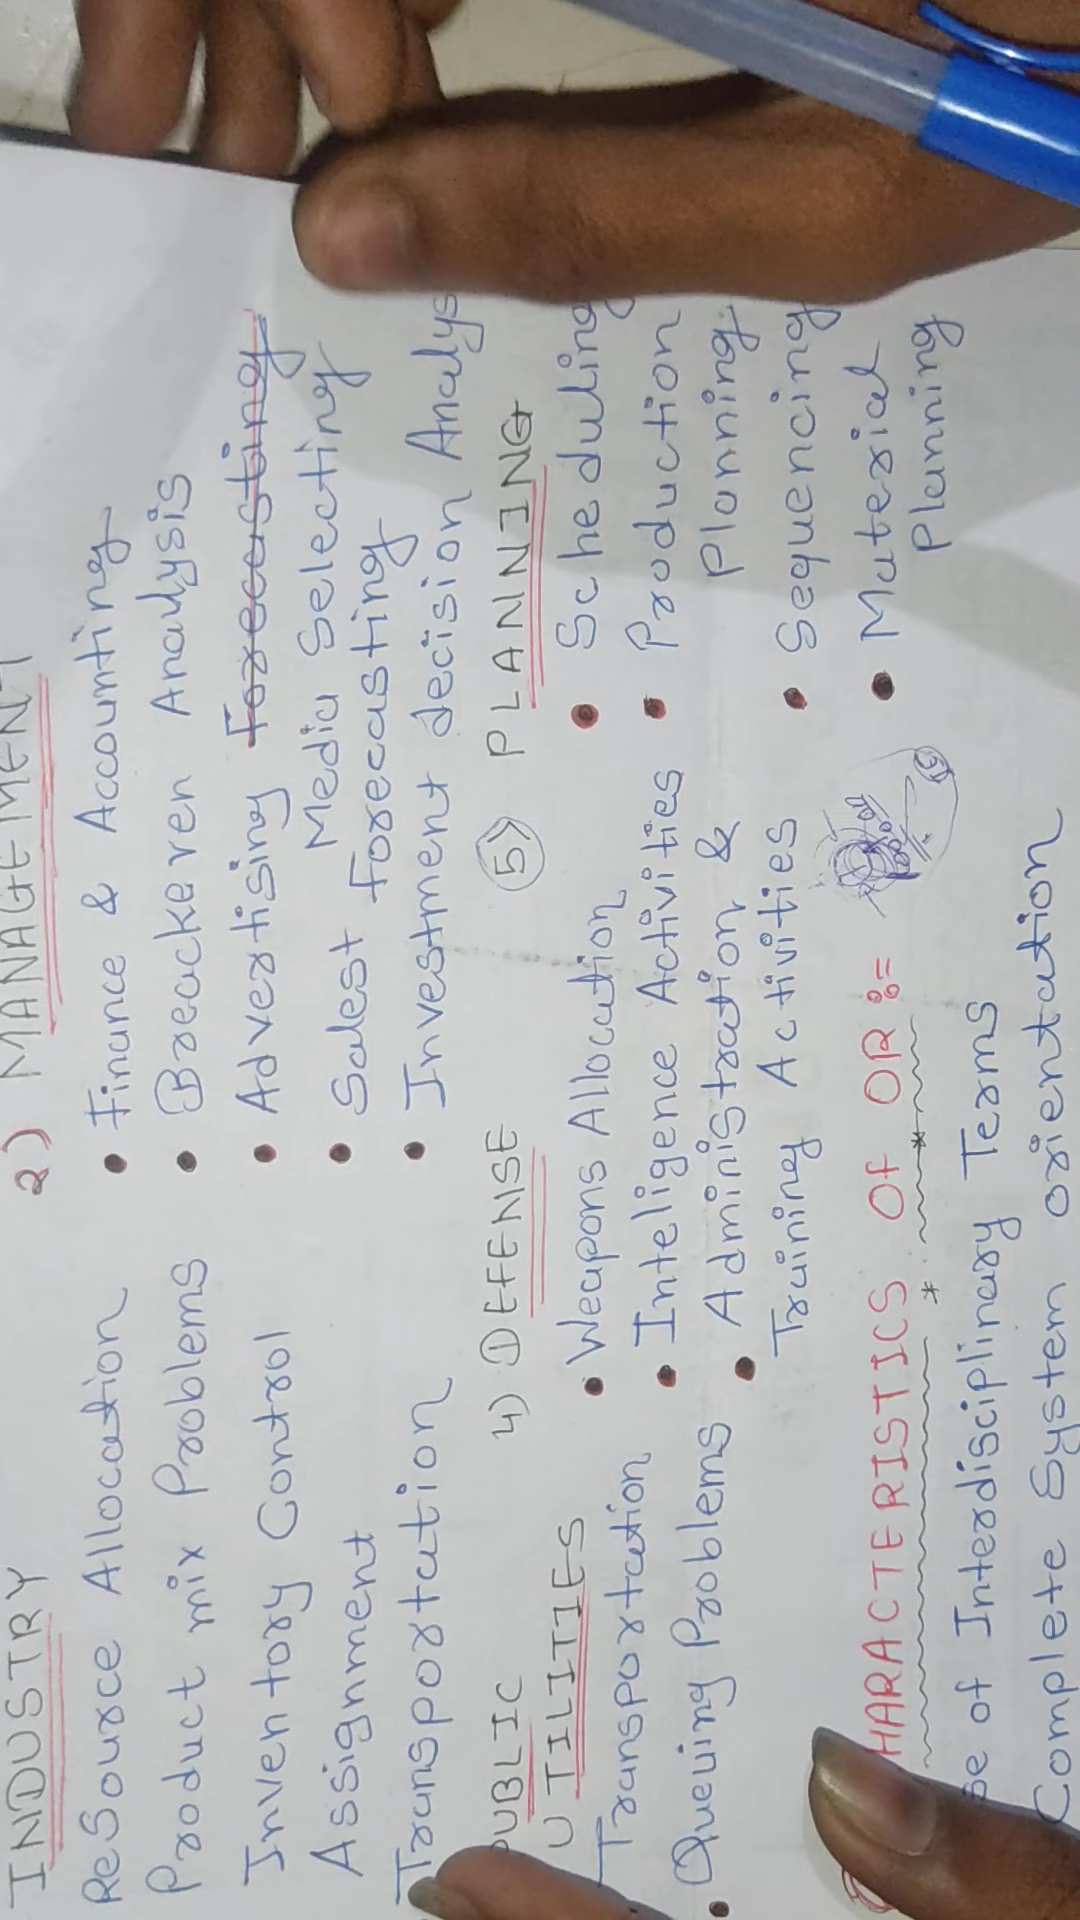 INDUSTRY
Resource Allocation
Product mix Problems
Inventory Control
Assignment
Transportation
2) MANAGEMENT
Finance & Accounting
Breackeven Analysis
Advertising Forecasting
Media Selecting
Salest Forecasting
Investment decision Analys
PUBLIC
UTILITIES
Transportation
Queuing Problems
4) DEFENSE
Weapons Allocation
Inteligence Activities
Administration &
Training Activities
5) PLANNING
Scheduling
Production
Planning
Sequencing
Material
Planning
HARACTERISTICS OF OR :=
se of Interdisciplinary Terms
Complete System orientation